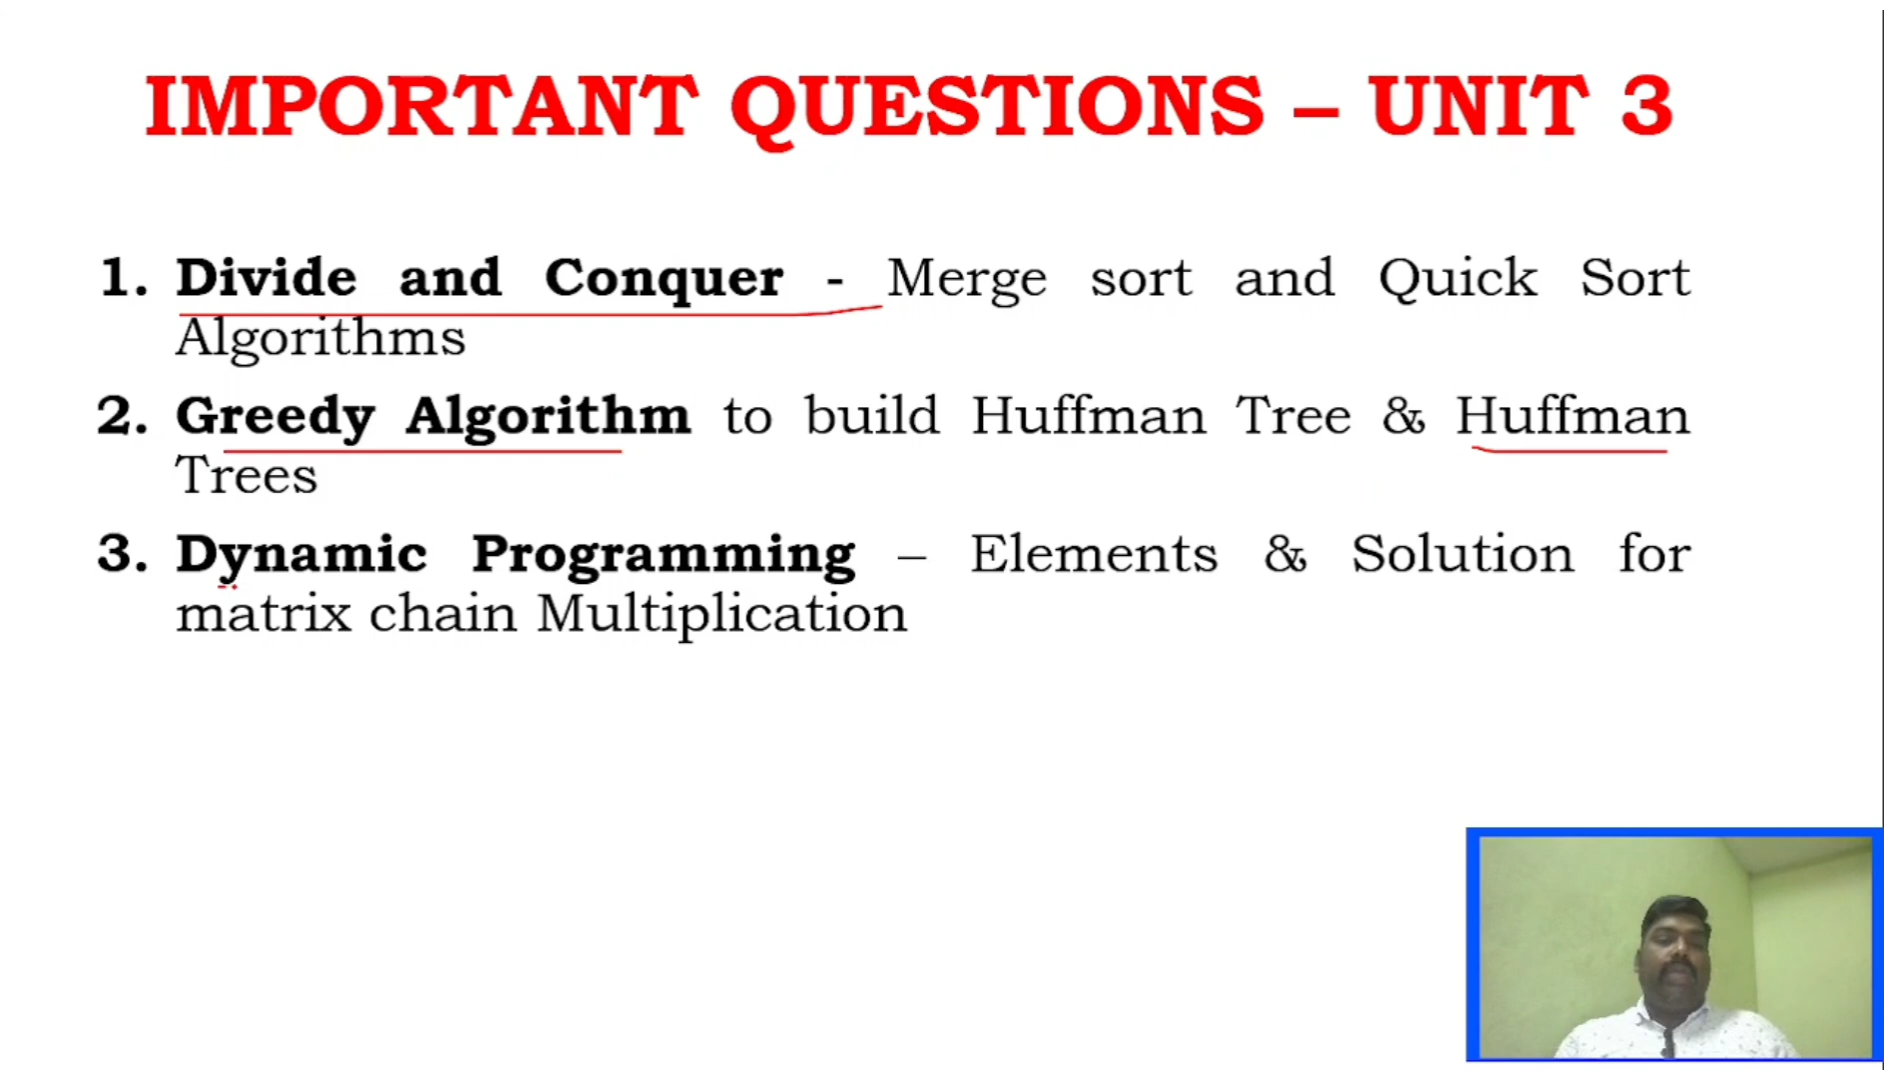 IMPORTANT QUESTIONS – UNIT 3
1. Divide and Conquer - Merge sort and Quick Sort
Algorithms
2. Greedy Algorithm to build Huffman Tree & Huffman
Trees
3. Dynamic Programming – Elements & Solution for
matrix chain Multiplication